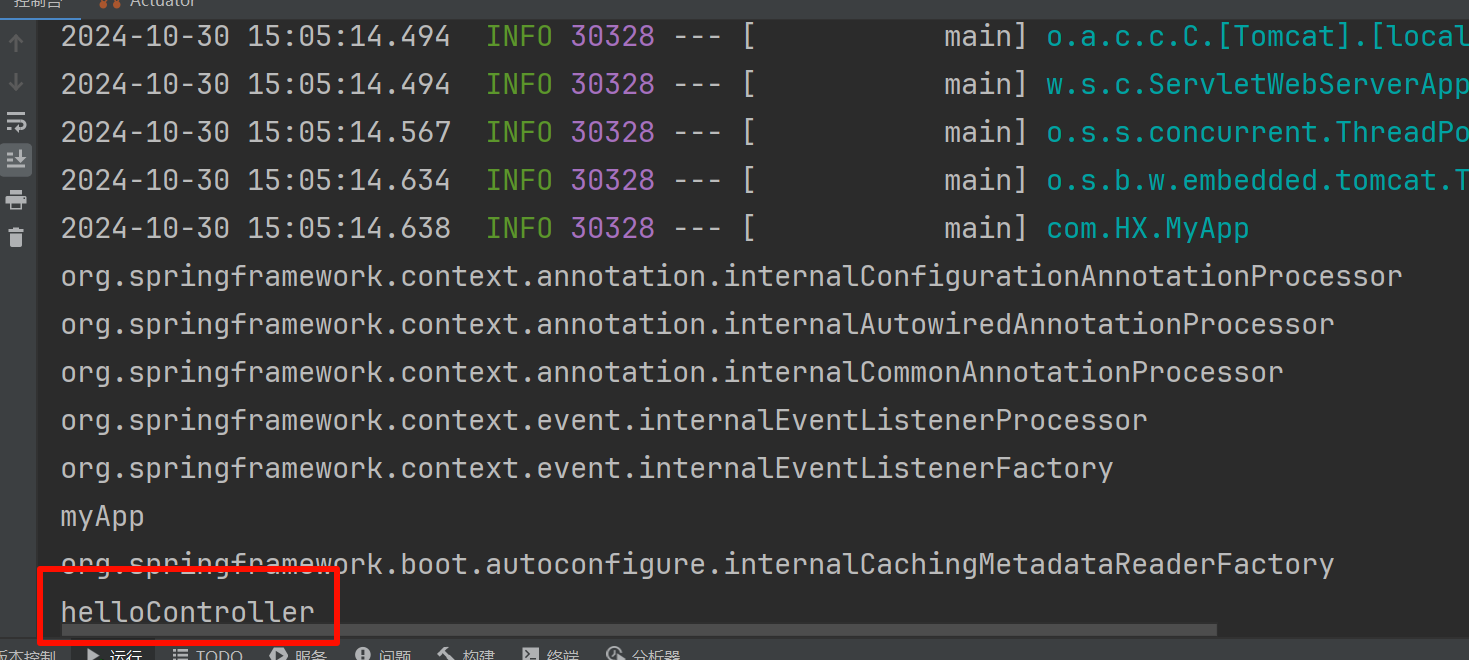 控制台 Actuator
2024-10-30 15:05:14.494 INFO 30328 --- [ main] o.a.c.c.C.[Tomcat].[local
2024-10-30 15:05:14.494 INFO 30328 --- [ main] w.s.c.ServletWebServerApp
2024-10-30 15:05:14.567 INFO 30328 --- [ main] o.s.s.concurrent.ThreadPo
2024-10-30 15:05:14.634 INFO 30328 --- [ main] o.s.b.w.embedded.tomcat.T
2024-10-30 15:05:14.638 INFO 30328 --- [ main] com.HX.MyApp
org.springframework.context.annotation.internalConfigurationAnnotationProcessor
org.springframework.context.annotation.internalAutowiredAnnotationProcessor
org.springframework.context.annotation.internalCommonAnnotationProcessor
org.springframework.context.event.internalEventListenerProcessor
org.springframework.context.event.internalEventListenerFactory
myApp
org.springframework.boot.autoconfigure.internalCachingMetadataReaderFactory
helloController
版本控制 运行 TODO 服务 问题 构建 终端 分析器